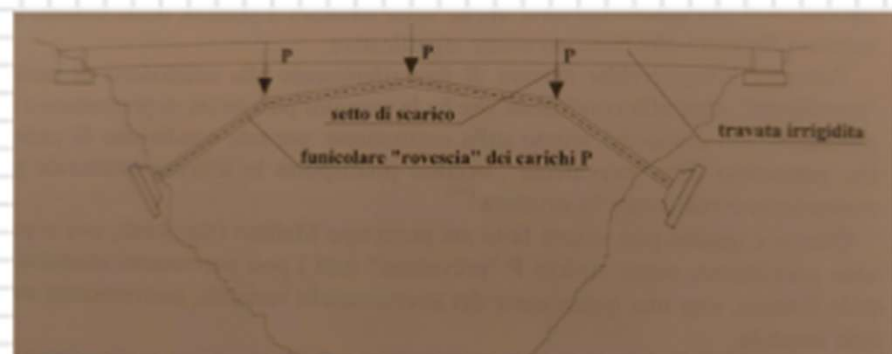 P
P
P
setto di scarico
travata irrigidita
funicolare "rovescia" dei carichi P